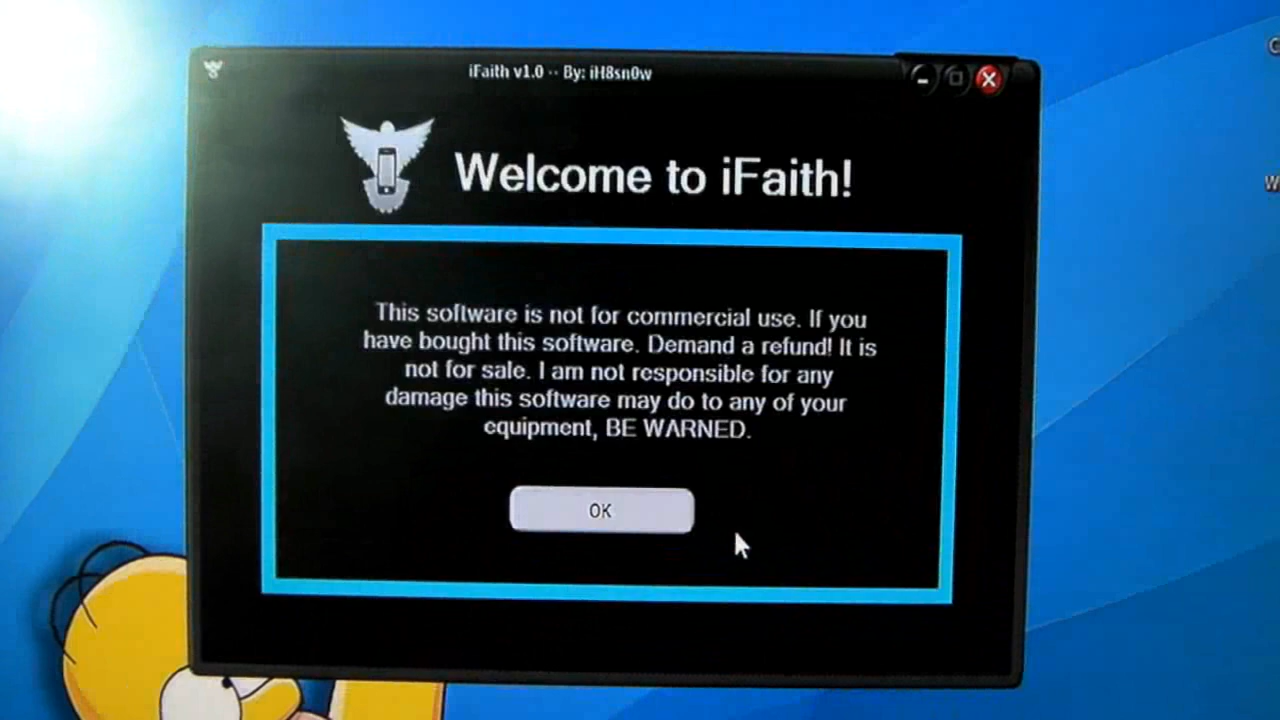 iFaith v1.0 -- By: iH8sn0w
Welcome to iFaith!
This software is not for commercial use. If you
have bought this software. Demand a refund! It is
not for sale. I am not responsible for any
damage this software may do to any of your
equipment, BE WARNED.
OK